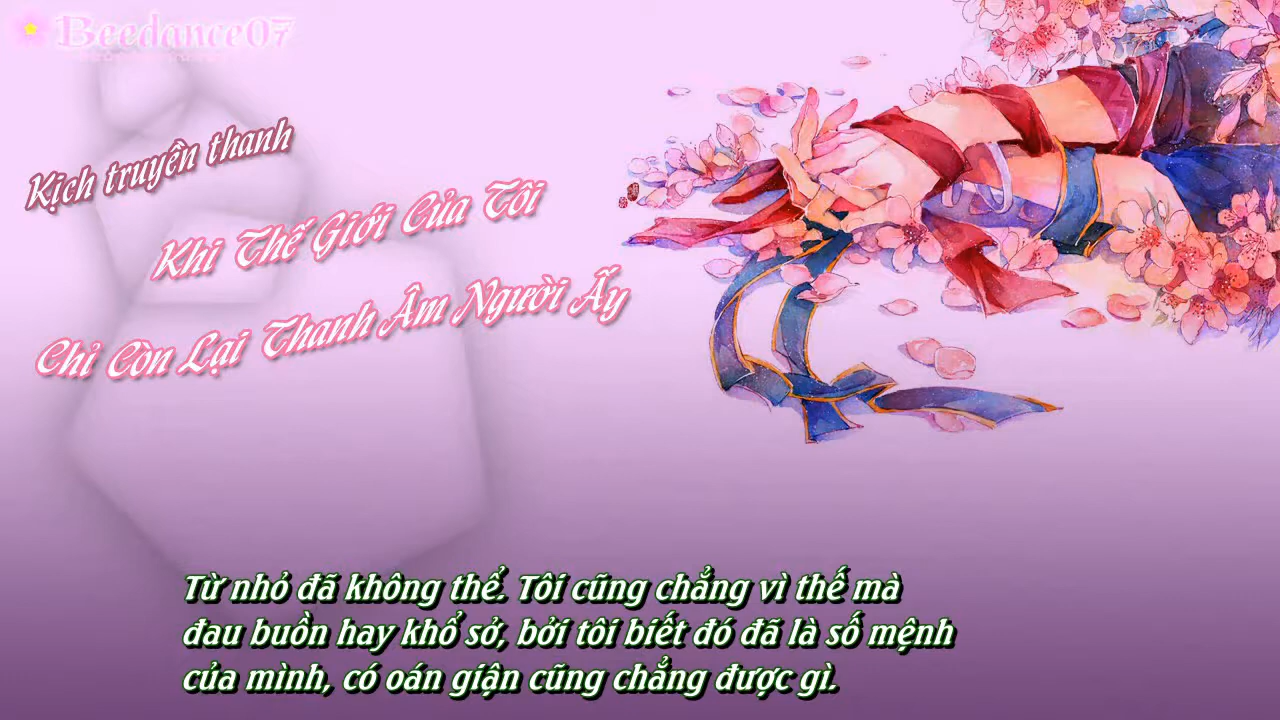 Beedance07
Kịch truyền thanh
Khi Thế Giới Của Tôi
Chỉ Còn Lại Thanh Âm Người Ấy
Từ nhỏ đã không thể. Tôi cũng chẳng vì thế mà
đau buồn hay khổ sở, bởi tôi biết đó đã là số mệnh
của mình, có oán giận cũng chẳng được gì.